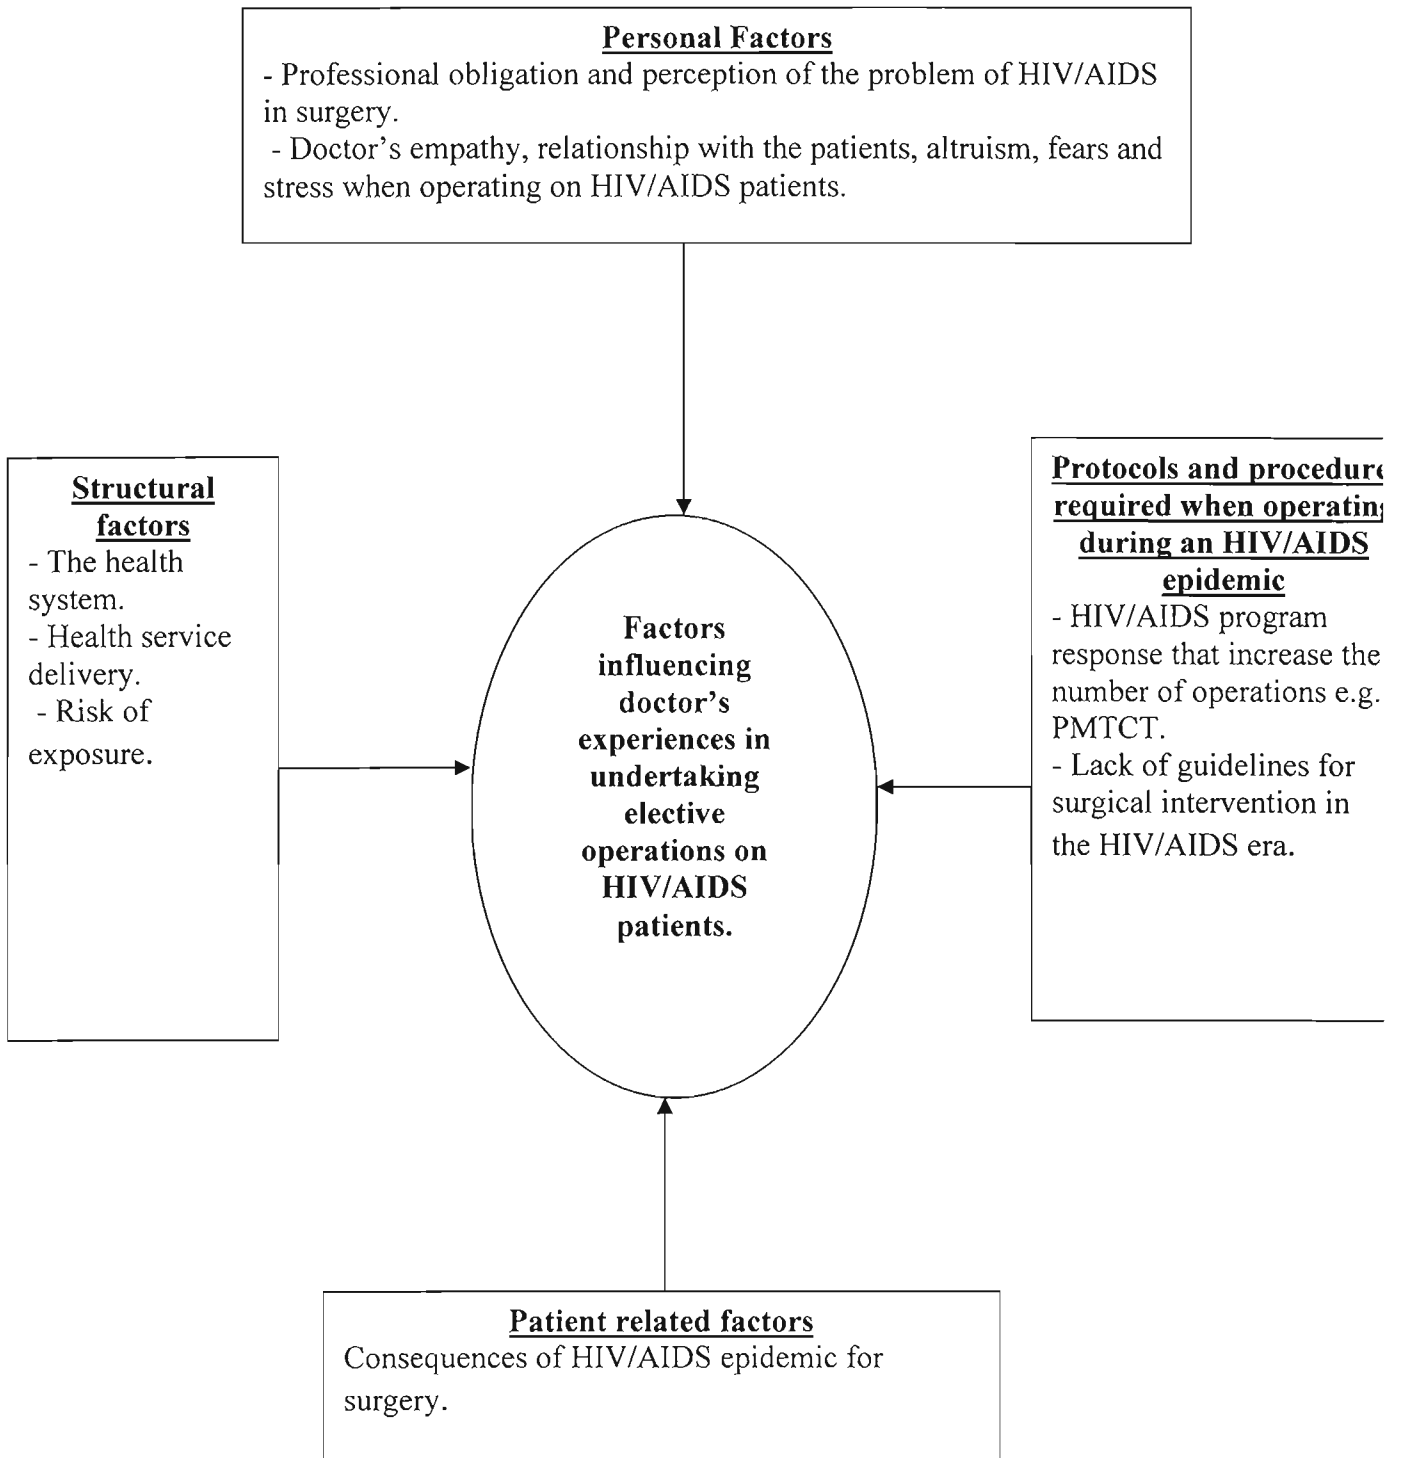 Personal Factors
- Professional obligation and perception of the problem of HIV/AIDS
in surgery.
- Doctor's empathy, relationship with the patients, altruism, fears and
stress when operating on HIV/AIDS patients.
Structural
factors
- The health
system.
- Health service
delivery.
- Risk of
exposure.
Factors
influencing
doctor's
experiences in
undertaking
elective
operations on
HIV/AIDS
patients.
Protocols and procedure
required when operating
during an HIV/AIDS
epidemic
- HIV/AIDS program
response that increase the
number of operations e.g.
PMTCT.
- Lack of guidelines for
surgical intervention in
the HIV/AIDS era.
Patient related factors
Consequences of HIV/AIDS epidemic for
surgery.